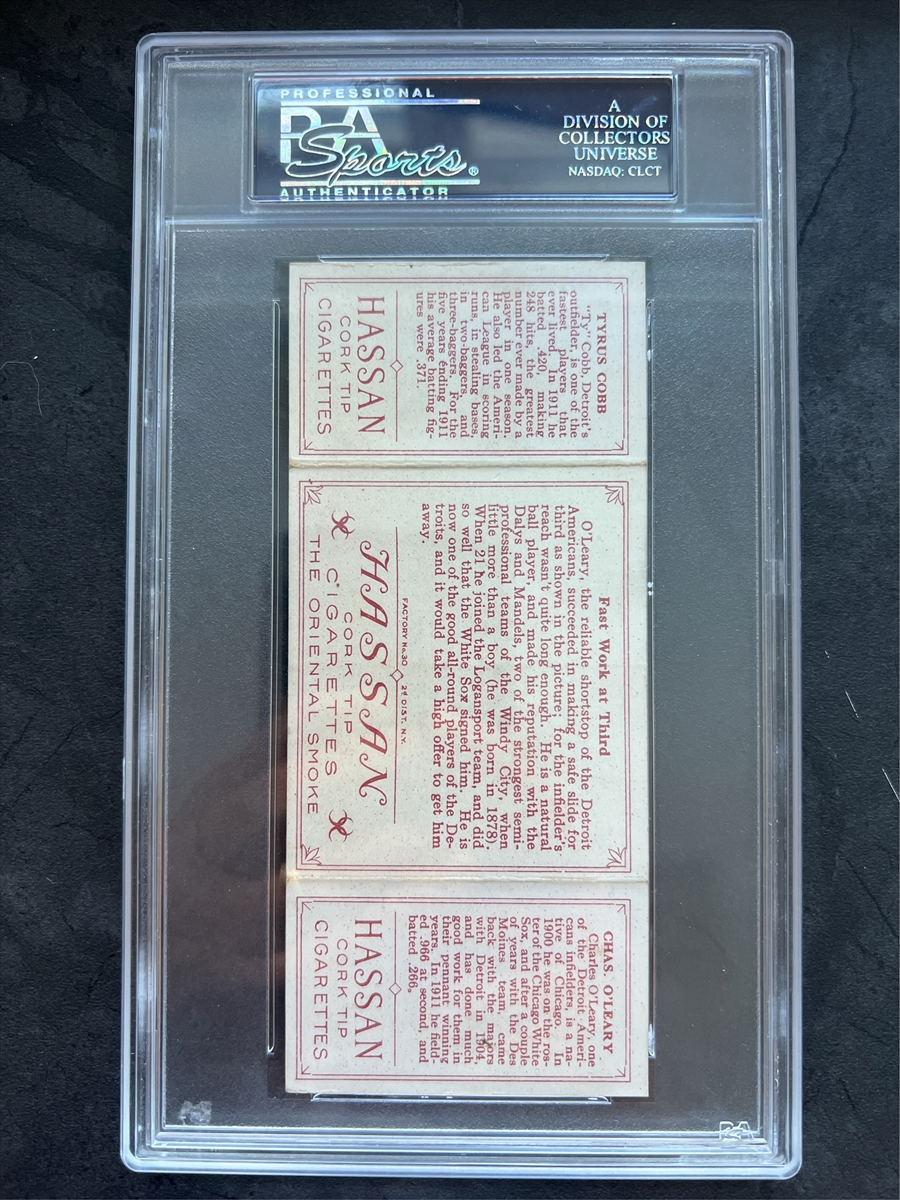 PROFESSIONAL
PSA
Sports®
AUTHENTICATOR
A
DIVISION OF
COLLECTORS
UNIVERSE
NASDAQ: CLCT
TYRUS COBB
"Ty" Cobb, Detroit's
outfielder, is one of the
fastest players that
ever lived. In 1911 he
batted .420, making
248 hits, the greatest
number ever made by a
player in one season.
He also led the Ameri-
can League in scoring
runs, in stealing bases,
in two-baggers and
three-baggers. For the
five years ending 1911
his average batting fig-
ures were .371.
HASSAN
CORK TIP
CIGARETTES
Fast Work at Third
O'Leary, the reliable shortstop of the Detroit
Americans, succeeded in making a safe slide for
third as shown in the picture; for the infielder's
reach wasn't quite long enough. He is a natural
ball player, and made his reputation with the
Dalys and Mandels, two of the strongest semi-
professional teams of the Windy City, when
little more than a boy (he was born in 1878)
When 21 he joined the Logansport team, and did
so well that the White Sox signed him. He is
now one of the good all-round players of the De-
troits, and it would take a high offer to get him
away.
FACTORY No. 30 2d DIST. N.Y.
HASSAN
CORK TIP
CIGARETTES
THE ORIENTAL SMOKE
CHAS. O'LEARY
Charles O'Leary, one
of the Detroit Ameri-
cans infielders, is a na-
tive of Chicago. In
1900 he was on the ros-
ter of the Chicago White
Sox, and after a couple
of years with the Des
Moines team, came
back with the majors
with Detroit in 1904,
and has done much
good work for them in
their pennant winning
years. In 1911 he field-
ed .966 at second, and
batted .266.
HASSAN
CORK TIP
CIGARETTES
PSA